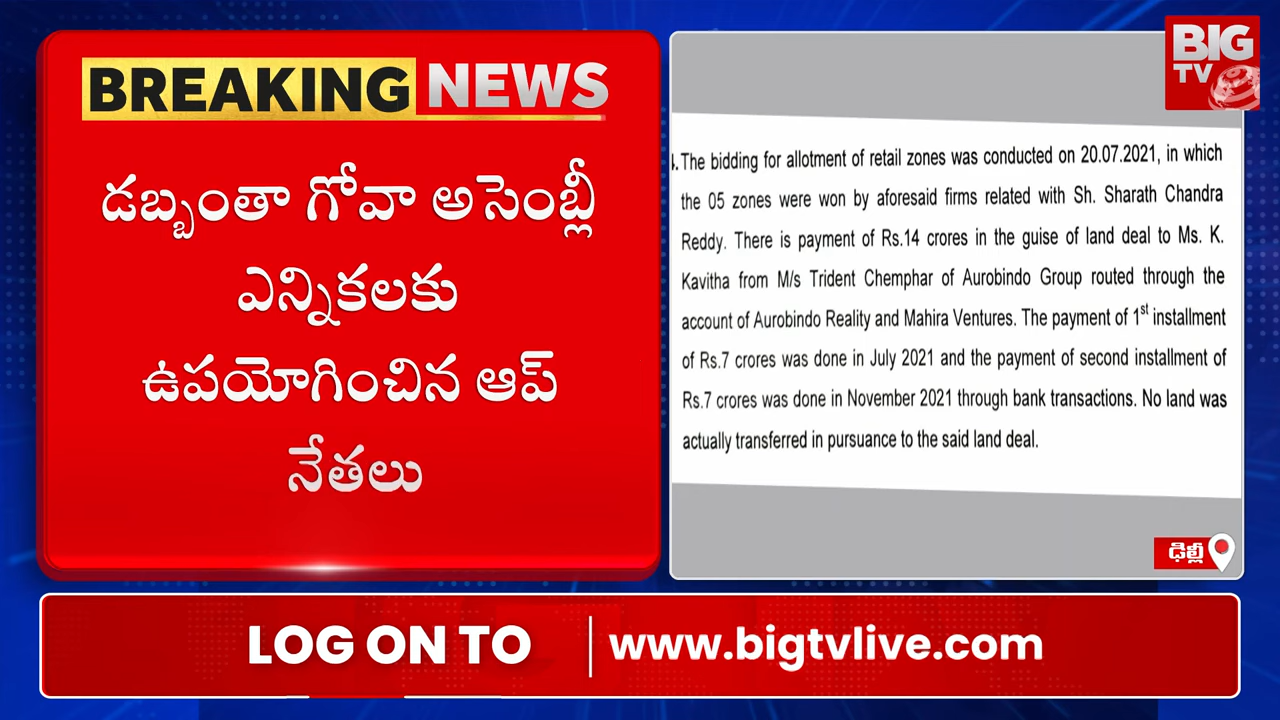 BREAKING NEWS
డబ్బంతా గోవా అసెంబ్లీ
ఎన్నికలకు
ఉపయోగించిన ఆప్
నేతలు
BIG
TV
.The bidding for allotment of retail zones was conducted on 20.07.2021, in which
the 05 zones were won by aforesaid firms related with Sh. Sharath Chandra
Reddy. There is payment of Rs.14 crores in the guise of land deal to Ms. K.
Kavitha from M/s Trident Chemphar of Aurobindo Group routed through the
account of Aurobindo Reality and Mahira Ventures. The payment of 1st installment
of Rs.7 crores was done in July 2021 and the payment of second installment of
Rs.7 crores was done in November 2021 through bank transactions. No land was
actually transferred in pursuance to the said land deal.
ఢిల్లీ
LOG ON TO www.bigtvlive.com